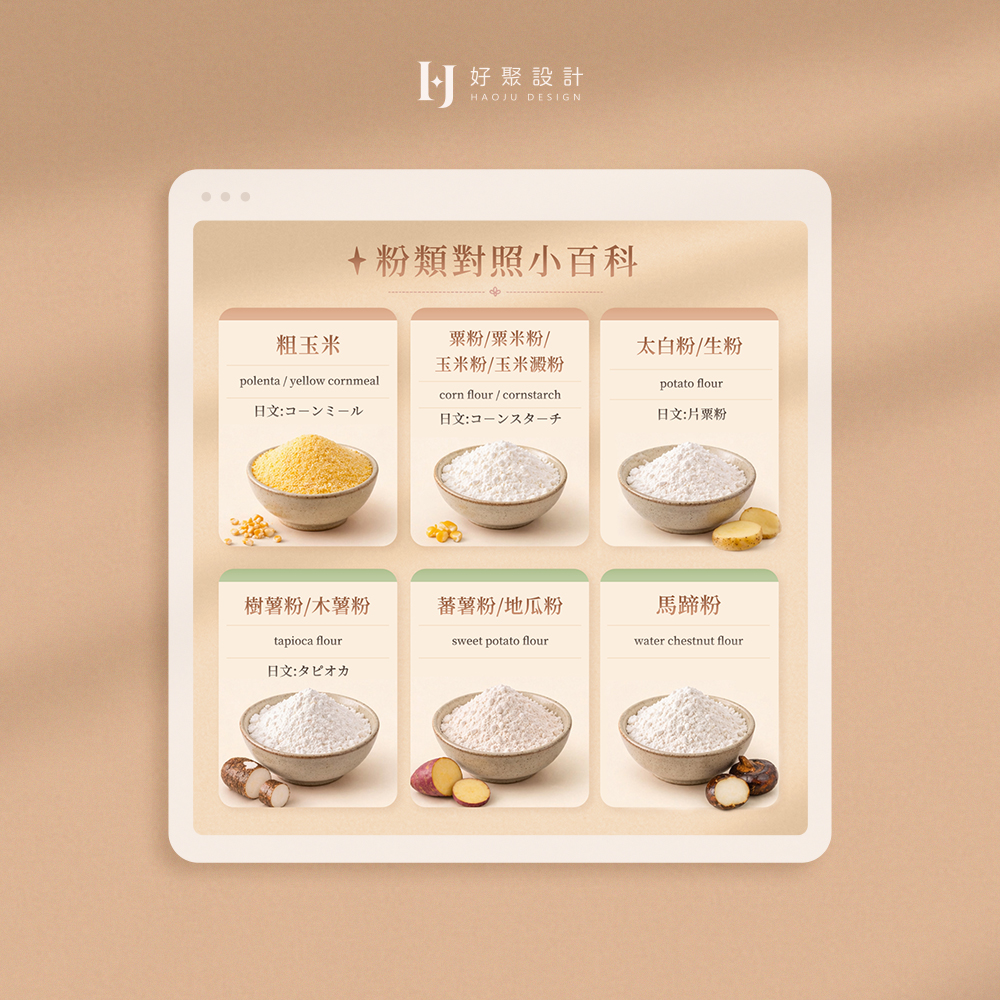 HJ 好聚設計
HAOJU DESIGN
粉類對照小百科
粗玉米
polenta / yellow cornmeal
日文:コーンミール
粟粉/粟米粉/
玉米粉/玉米澱粉
corn flour / cornstarch
日文:コーンスターチ
太白粉/生粉
potato flour
日文:片栗粉
樹薯粉/木薯粉
tapioca flour
日文:タピオカ
蕃薯粉/地瓜粉
sweet potato flour
馬蹄粉
water chestnut flour